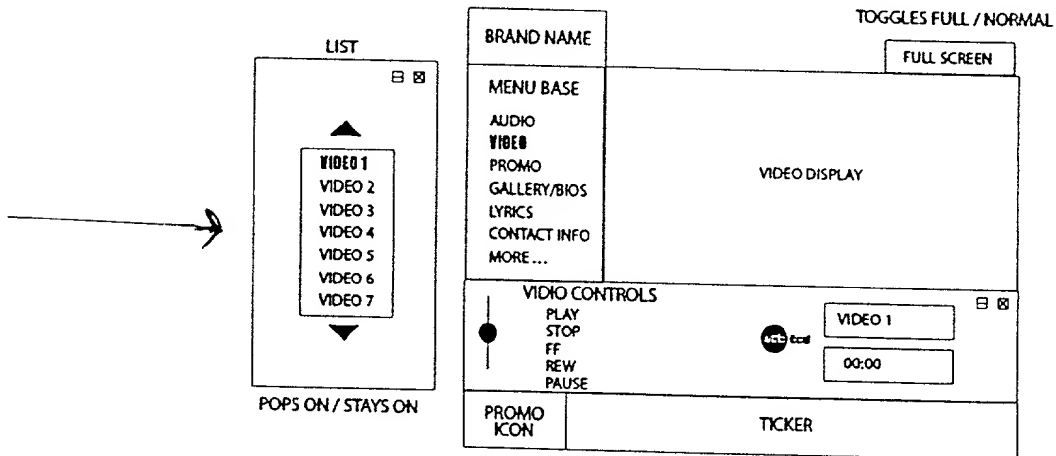 TOGGLES FULL / NORMAL
LIST
BRAND NAME
FULL SCREEN
MENU BASE
AUDIO
VIDEO
PROMO
GALLERY/BIOS
LYRICS
CONTACT INFO
MORE ...
VIDEO DISPLAY
VIDEO 1
VIDEO 2
VIDEO 3
VIDEO 4
VIDEO 5
VIDEO 6
VIDEO 7
POPS ON / STAYS ON
VIDIO CONTROLS
PLAY
STOP
FF
REW
PAUSE
VIDEO 1
00:00
PROMO
ICON
TICKER